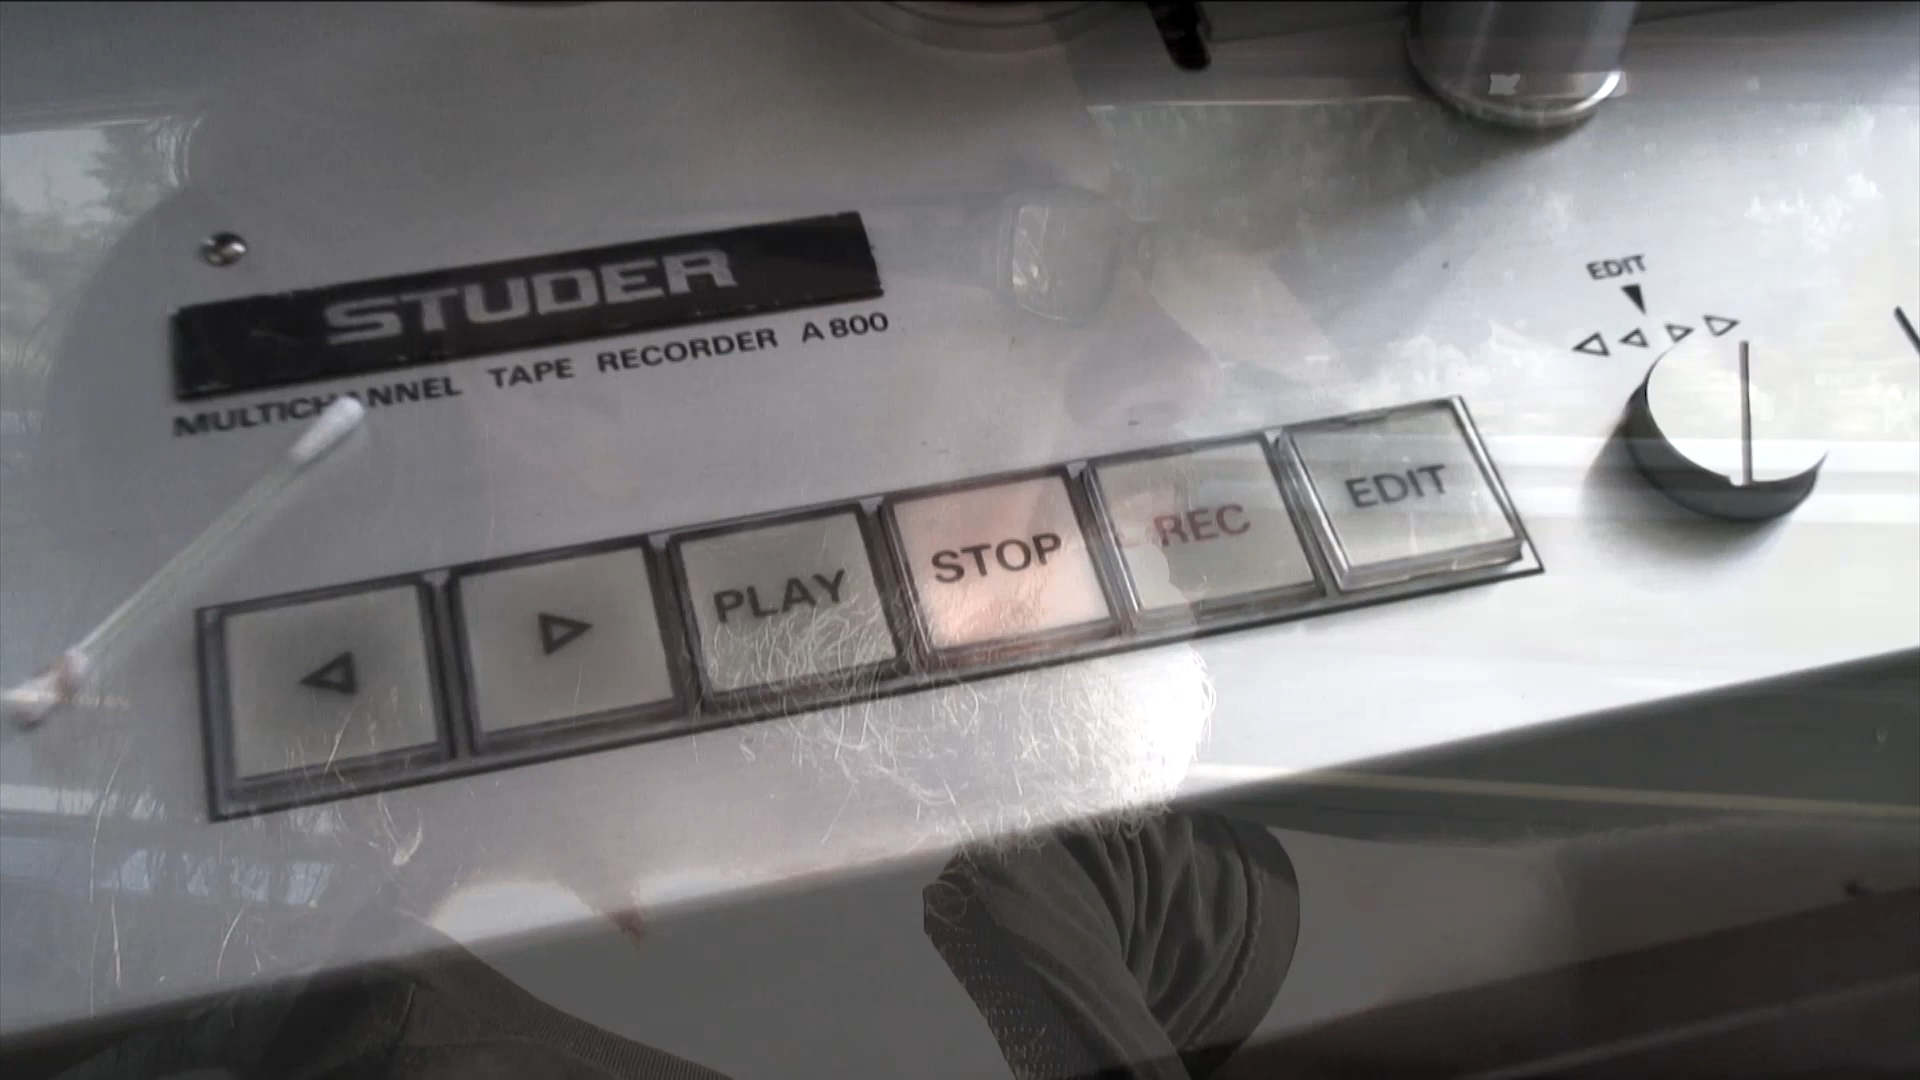 STUDER
MULTICHANNEL TAPE RECORDER A800
EDIT
PLAY STOP REC EDIT